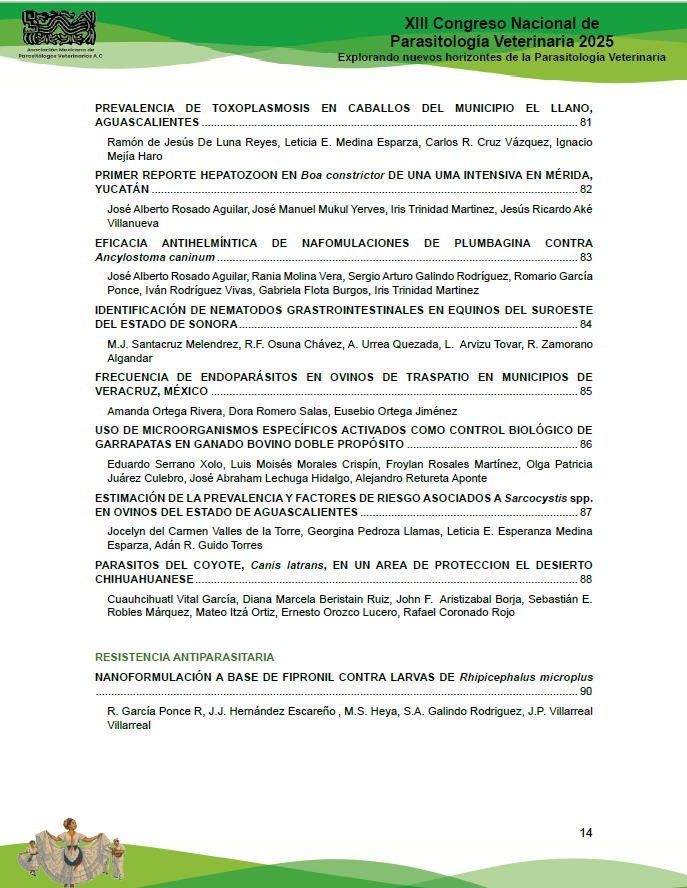 Asociación Mexicana de
Parasitólogos Veterinarios A.C
XIII Congreso Nacional de
Parasitología Veterinaria 2025
Explorando nuevos horizontes de la Parasitología Veterinaria
PREVALENCIA DE TOXOPLASMOSIS EN CABALLOS DEL MUNICIPIO EL LLANO,
AGUASCALIENTES ........ 81
Ramón de Jesús De Luna Reyes, Leticia E. Medina Esparza, Carlos R. Cruz Vázquez, Ignacio
Mejía Haro
PRIMER REPORTE HEPATOZOON EN Boa constrictor DE UNA UMA INTENSIVA EN MÉRIDA,
YUCATÁN ........ 82
José Alberto Rosado Aguilar, José Manuel Mukul Yerves, Iris Trinidad Martinez, Jesús Ricardo Aké
Villanueva
EFICACIA ANTIHELMÍNTICA DE NAFOMULACIONES DE PLUMBAGINA CONTRA
Ancylostoma caninum ........ 83
José Alberto Rosado Aguilar, Rania Molina Vera, Sergio Arturo Galindo Rodríguez, Romario García
Ponce, Iván Rodríguez Vivas, Gabriela Flota Burgos, Iris Trinidad Martinez
IDENTIFICACIÓN DE NEMATODOS GRASTROINTESTINALES EN EQUINOS DEL SUROESTE
DEL ESTADO DE SONORA ........ 84
M.J. Santacruz Melendrez, R.F. Osuna Chávez, A. Urrea Quezada, L. Arvizu Tovar, R. Zamorano
Algandar
FRECUENCIA DE ENDOPARÁSITOS EN OVINOS DE TRASPATIO EN MUNICIPIOS DE
VERACRUZ, MÉXICO ........ 85
Amanda Ortega Rivera, Dora Romero Salas, Eusebio Ortega Jiménez
USO DE MICROORGANISMOS ESPECÍFICOS ACTIVADOS COMO CONTROL BIOLÓGICO DE
GARRAPATAS EN GANADO BOVINO DOBLE PROPÓSITO ........ 86
Eduardo Serrano Xolo, Luis Moisés Morales Crispín, Froylan Rosales Martínez, Olga Patricia
Juárez Culebro, José Abraham Lechuga Hidalgo, Alejandro Retureta Aponte
ESTIMACIÓN DE LA PREVALENCIA Y FACTORES DE RIESGO ASOCIADOS A Sarcocystis spp.
EN OVINOS DEL ESTADO DE AGUASCALIENTES ........ 87
Jocelyn del Carmen Valles de la Torre, Georgina Pedroza Llamas, Leticia E. Esperanza Medina
Esparza, Adán R. Guido Torres
PARASITOS DEL COYOTE, Canis latrans, EN UN AREA DE PROTECCION EL DESIERTO
CHIHUAHUANESE ........ 88
Cuauhcihuatl Vital García, Diana Marcela Beristain Ruiz, John F. Aristizabal Borja, Sebastián E.
Robles Márquez, Mateo Itzá Ortiz, Ernesto Orozco Lucero, Rafael Coronado Rojo
RESISTENCIA ANTIPARASITARIA
NANOFORMULACIÓN A BASE DE FIPRONIL CONTRA LARVAS DE Rhipicephalus microplus
........ 90
R. García Ponce R, J.J. Hernández Escareño , M.S. Heya, S.A. Galindo Rodriguez, J.P. Villarreal
Villarreal
14